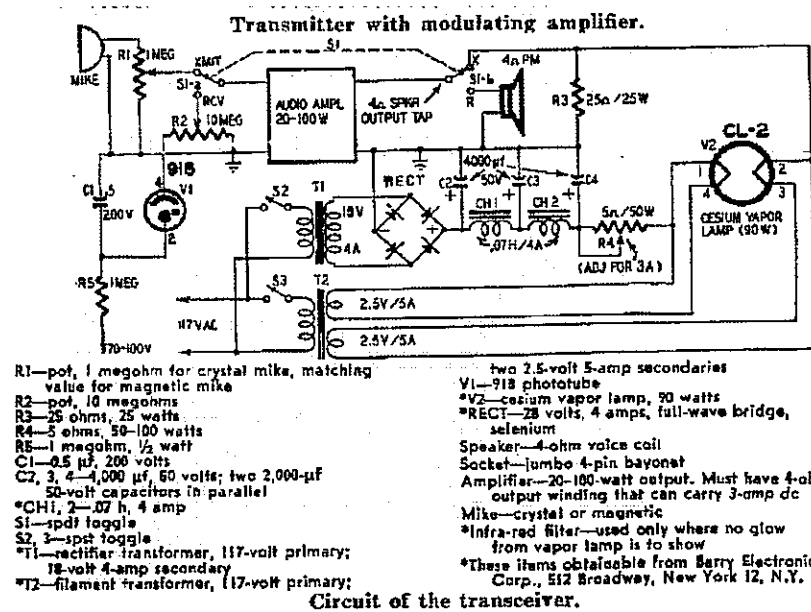 Transmitter with modulating amplifier.
MIKE
R1
1MEG
XMIT
S1
S1-a
RCV
R2
10MEG
AUDIO AMPL
20-100W
4Ω SPKR
OUTPUT TAP
X
S1-b
R
4Ω PM
R3
25Ω/25W
CL-2
V2
1
2
4
3
CESIUM VAPOR
LAMP (90W)
918
4
V1
2
C1
.5
200V
R5
1MEG
70-100V
117VAC
S2
S3
T1
18V
4A
RECT
4000μf
C2
50V
C3
C4
CH1
CH2
.07H/4A
5Ω/50W
R4
(ADJ FOR 3A)
T2
2.5V/5A
2.5V/5A
R1—pot, 1 megohm for crystal mike, matching
value for magnetic mike
R2—pot, 10 megohms
R3—25 ohms, 25 watts
R4—5 ohms, 50-100 watts
R5—1 megohm, ½ watt
C1—0.5 μf, 200 volts
C2, 3, 4—4,000 μf, 50 volts; two 2,000-μf
50-volt capacitors in parallel
*CH1, 2—.07 h, 4 amp
S1—spdt toggle
S2, 3—spst toggle
*T1—rectifier transformer, 117-volt primary;
18-volt 4-amp secondary
*T2—filament transformer, 117-volt primary;
two 2.5-volt 5-amp secondaries
V1—918 phototube
*V2—cesium vapor lamp, 90 watts
*RECT—28 volts, 4 amps, full-wave bridge,
selenium
Speaker—4-ohm voice coil
Socket—jumbo 4-pin bayonet
Amplifier—20-100-watt output. Must have 4-oh
output winding that can carry 3-amp dc
Mike—crystal or magnetic
*Infra-red filter—used only where no glow
from vapor lamp is to show
*These items obtainable from Barry Electronic
Corp., 512 Broadway, New York 12, N.Y.
Circuit of the transceiver.